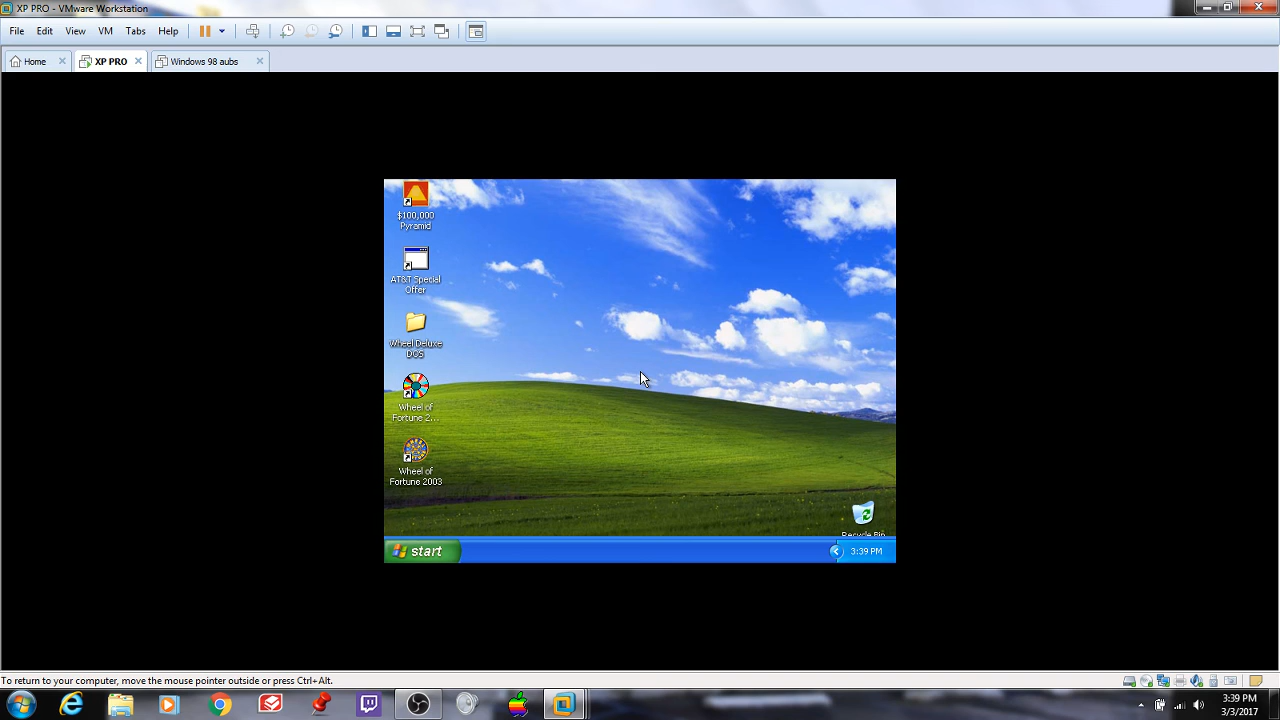 XP PRO - VMware Workstation
File Edit View VM Tabs Help
Home XP PRO Windows 98 aubs
$100,000
Pyramid
AT&T Special
Offer
Wheel Deluxe
DOS
Wheel of
Fortune 2...
Wheel of
Fortune 2003
Recycle Bin
start 3:39 PM
To return to your computer, move the mouse pointer outside or press Ctrl+Alt.
3:39 PM
3/3/2017